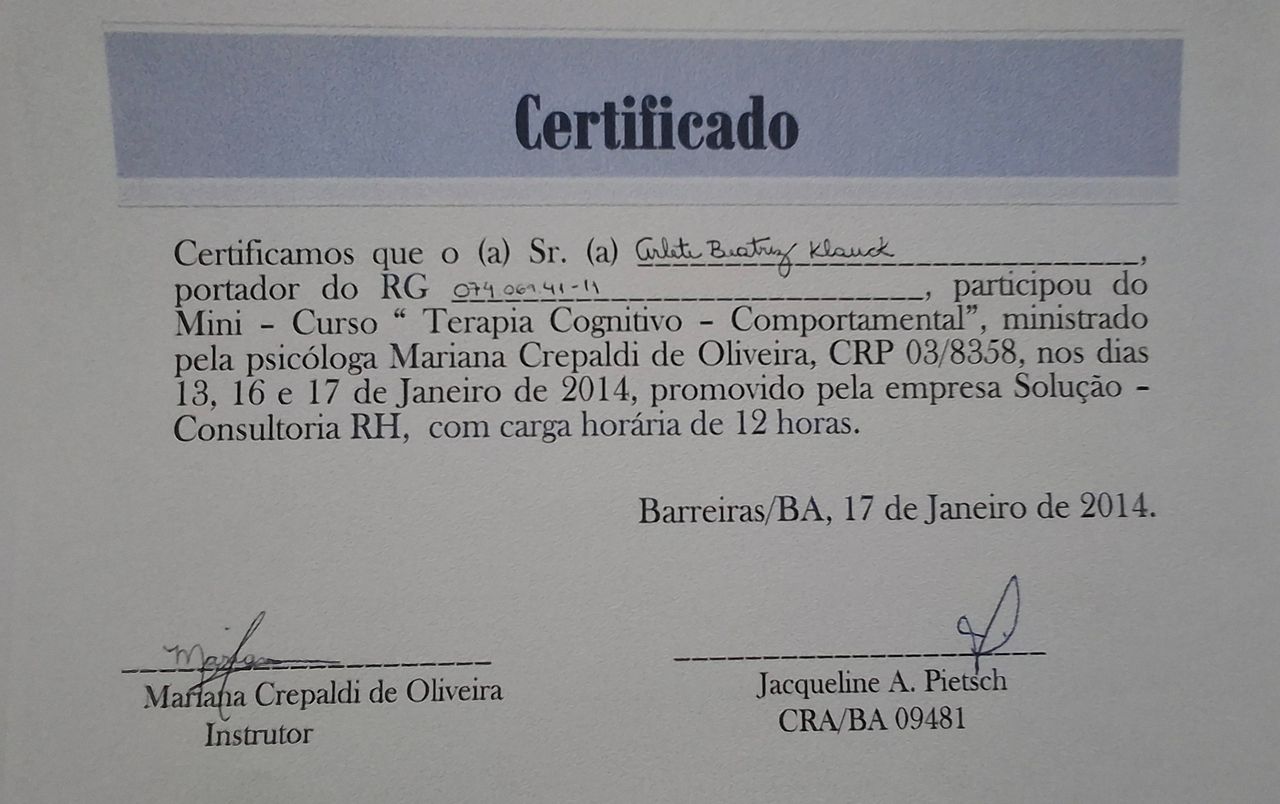 Certificado
Certificamos que o (a) Sr. (a) Arlete Beatriz Klauck,
portador do RG 074.069.41-11, participou do
Mini – Curso “ Terapia Cognitivo – Comportamental”, ministrado
pela psicóloga Mariana Crepaldi de Oliveira, CRP 03/8358, nos dias
13, 16 e 17 de Janeiro de 2014, promovido pela empresa Solução –
Consultoria RH, com carga horária de 12 horas.
Barreiras/BA, 17 de Janeiro de 2014.
Mariana Crepaldi de Oliveira
Instrutor
Jacqueline A. Pietsch
CRA/BA 09481